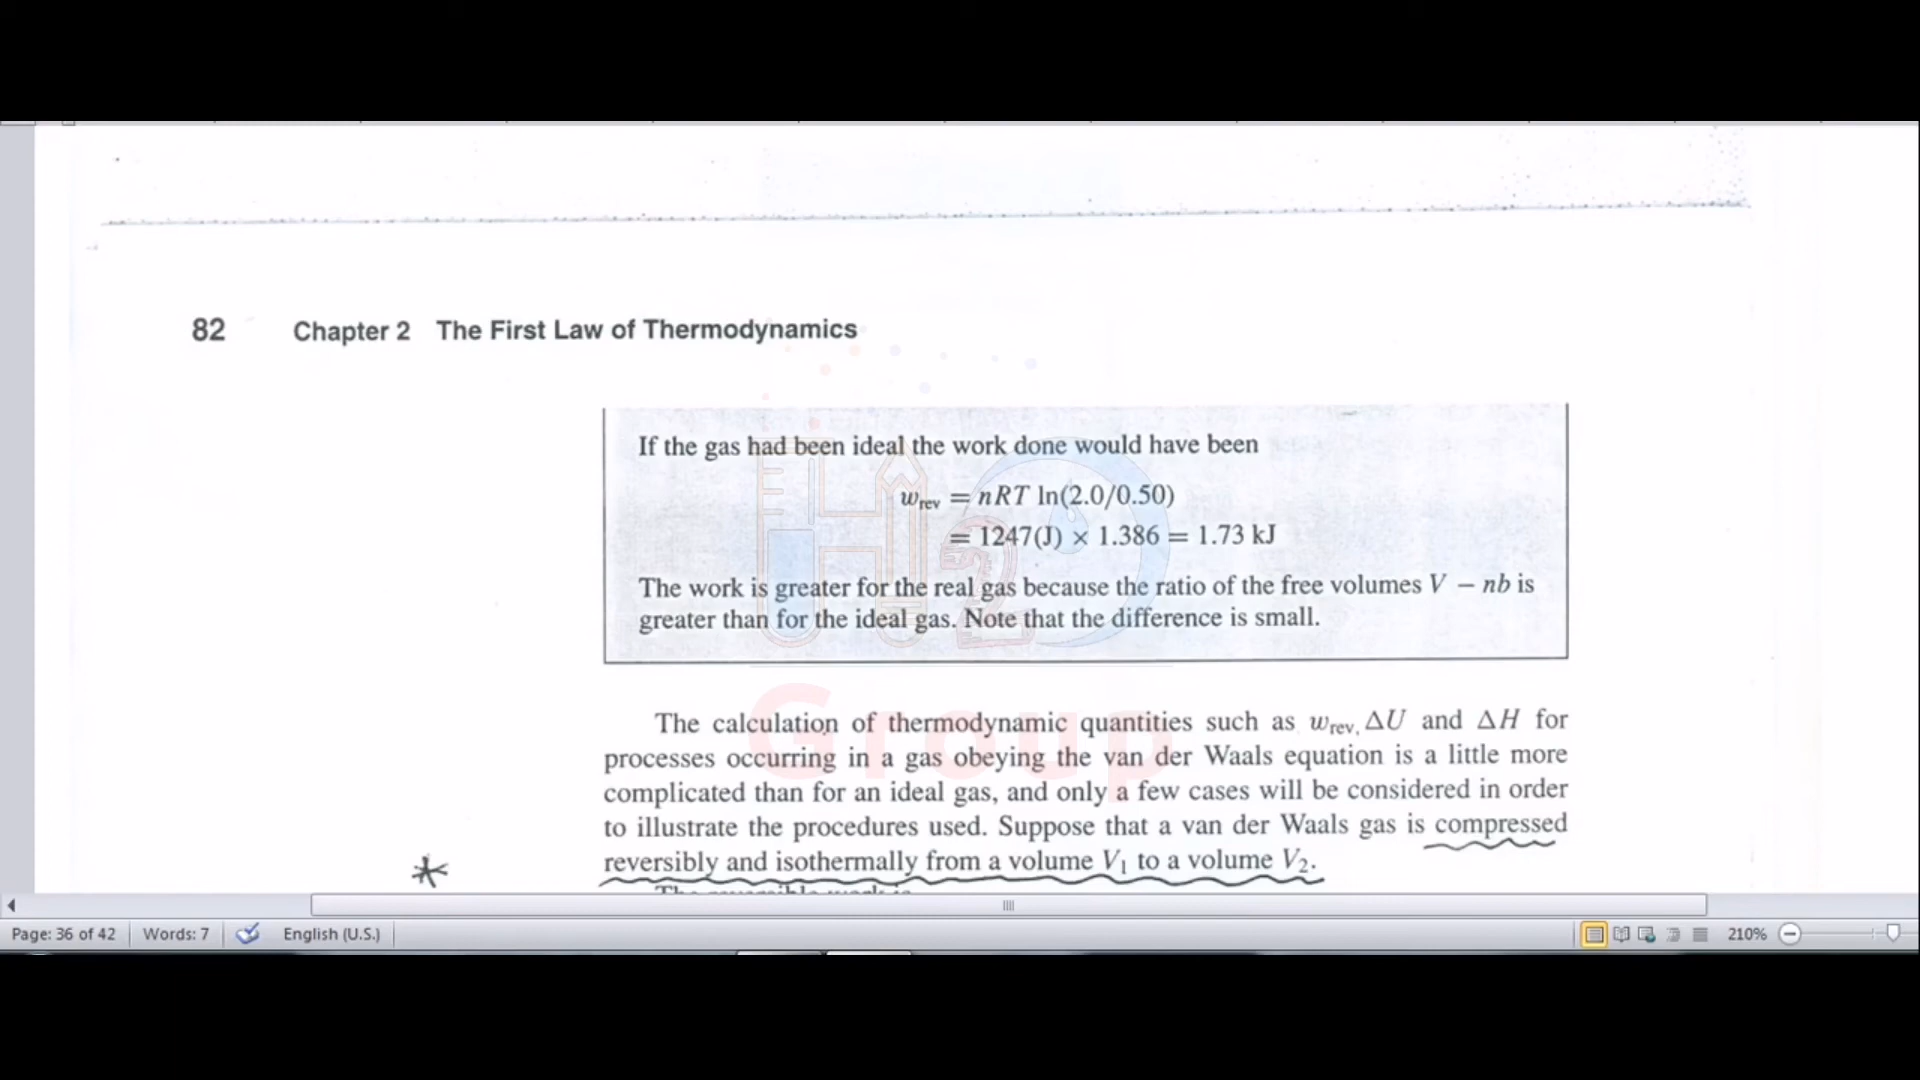 82 Chapter 2 The First Law of Thermodynamics
If the gas had been ideal the work done would have been
w_rev = nRT ln(2.0/0.50)
= 1247(J) × 1.386 = 1.73 kJ
The work is greater for the real gas because the ratio of the free volumes V − nb is
greater than for the ideal gas. Note that the difference is small.
The calculation of thermodynamic quantities such as w_rev, ΔU and ΔH for
processes occurring in a gas obeying the van der Waals equation is a little more
complicated than for an ideal gas, and only a few cases will be considered in order
to illustrate the procedures used. Suppose that a van der Waals gas is compressed
reversibly and isothermally from a volume V₁ to a volume V₂.
H2O
Group
Page: 36 of 42 Words: 7 English (U.S.) 210%